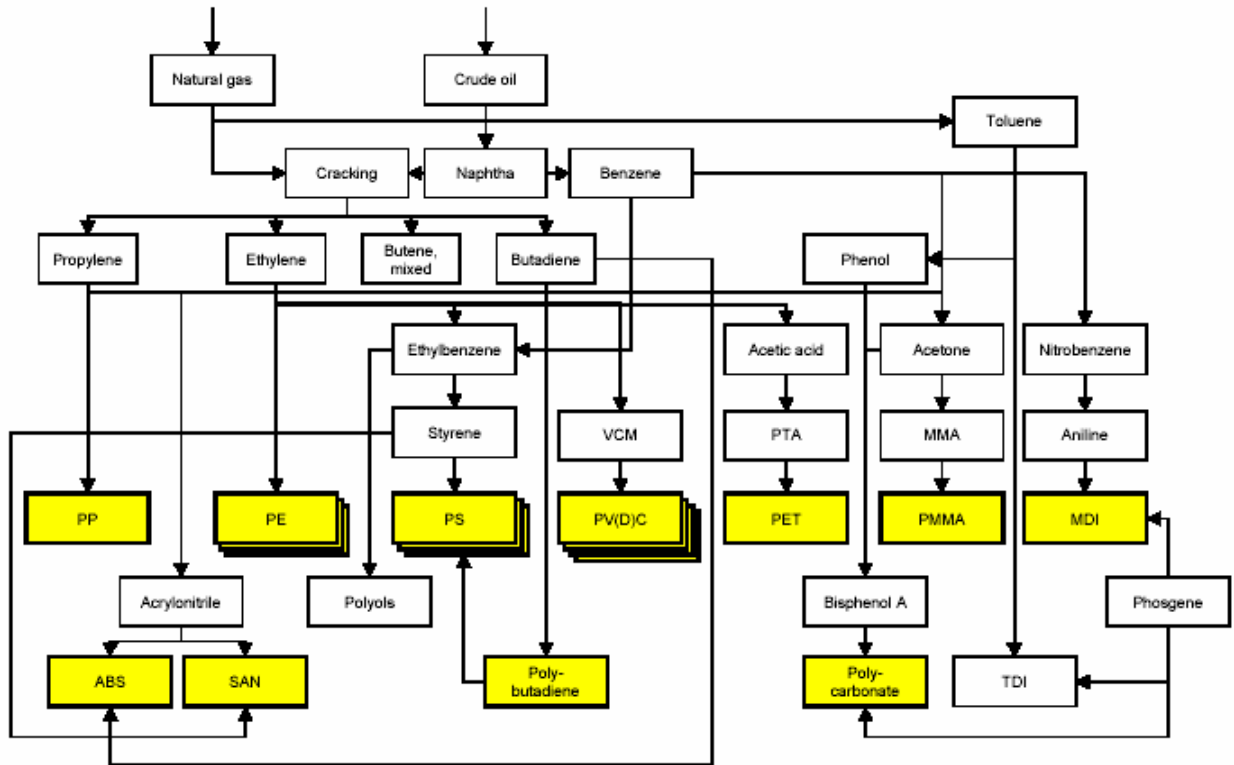 Natural gas
Crude oil
Toluene
Cracking
Naphtha
Benzene
Propylene
Ethylene
Butene,
mixed
Butadiene
Phenol
Ethylbenzene
Acetic acid
Acetone
Nitrobenzene
Styrene
VCM
PTA
MMA
Aniline
PP
PE
PS
PV(D)C
PET
PMMA
MDI
Acrylonitrile
Polyols
Bisphenol A
Phosgene
ABS
SAN
Poly-
butadiene
Poly-
carbonate
TDI